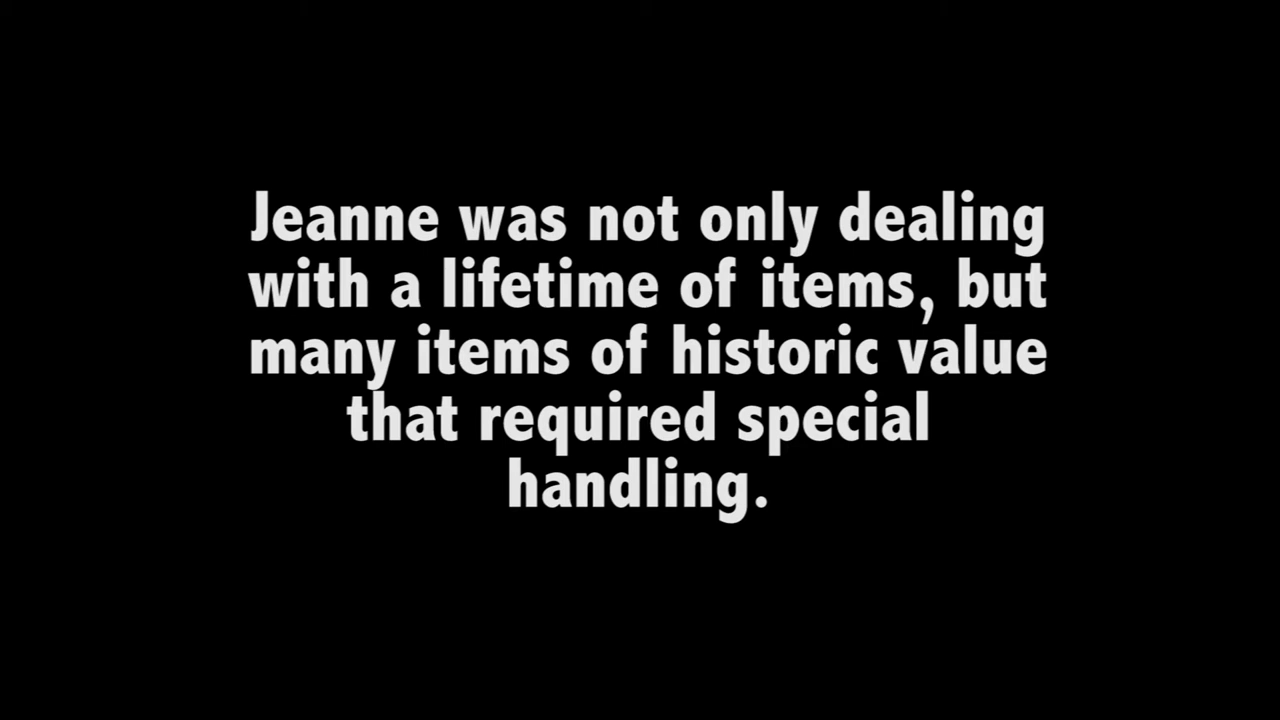 Jeanne was not only dealing
with a lifetime of items, but
many items of historic value
that required special
handling.